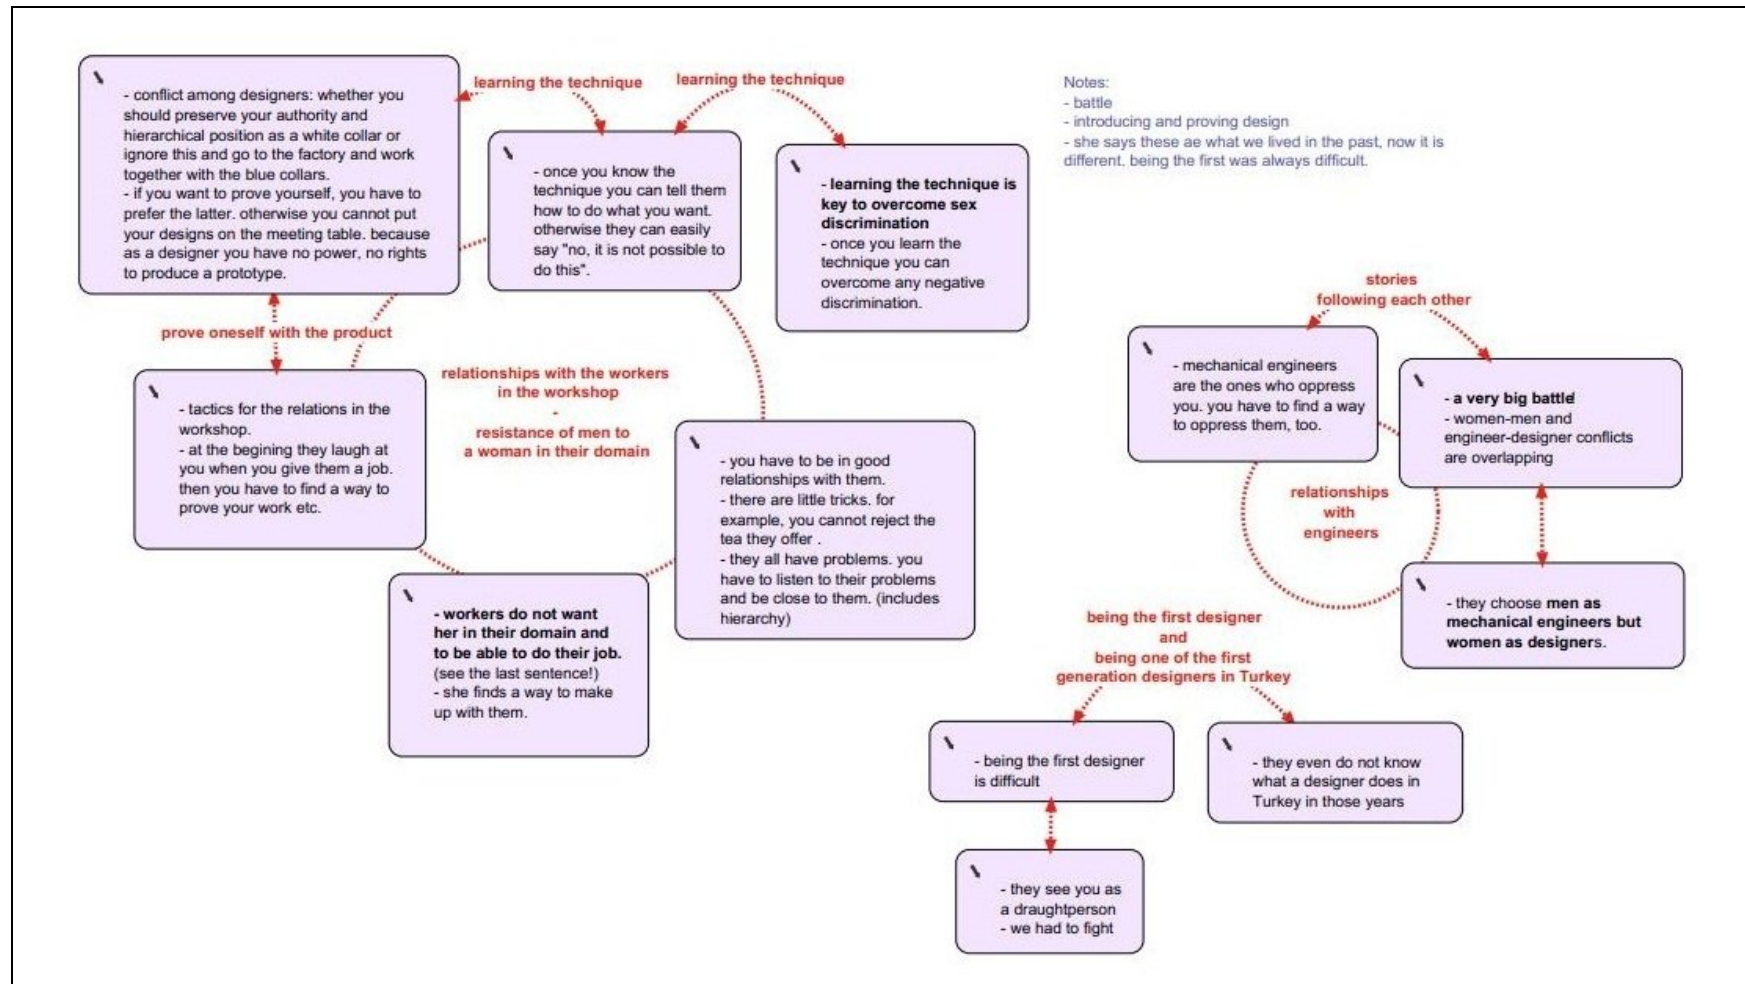 - conflict among designers: whether you
should preserve your authority and
hierarchical position as a white collar or
ignore this and go to the factory and work
together with the blue collars.
- if you want to prove yourself, you have to
prefer the latter. otherwise you cannot put
your designs on the meeting table. because
as a designer you have no power, no rights
to produce a prototype.
learning the technique
- once you know the
technique you can tell them
how to do what you want.
otherwise they can easily
say "no, it is not possible to
do this".
learning the technique
- learning the technique is
key to overcome sex
discrimination
- once you learn the
technique you can
overcome any negative
discrimination.
Notes:
- battle
- introducing and proving design
- she says these ae what we lived in the past, now it is
different. being the first was always difficult.
prove oneself with the product
- tactics for the relations in the
workshop.
- at the begining they laugh at
you when you give them a job.
then you have to find a way to
prove your work etc.
relationships with the workers
in the workshop
-
resistance of men to
a woman in their domain
- you have to be in good
relationships with them.
- there are little tricks. for
example, you cannot reject the
tea they offer .
- they all have problems. you
have to listen to their problems
and be close to them. (includes
hierarchy)
- workers do not want
her in their domain and
to be able to do their job.
(see the last sentence!)
- she finds a way to make
up with them.
stories
following each other
- mechanical engineers
are the ones who oppress
you. you have to find a way
to oppress them, too.
- a very big battle!
- women-men and
engineer-designer conflicts
are overlapping
relationships
with
engineers
- they choose men as
mechanical engineers but
women as designers.
being the first designer
and
being one of the first
generation designers in Turkey
- being the first designer
is difficult
- they even do not know
what a designer does in
Turkey in those years
- they see you as
a draughtperson
- we had to fight